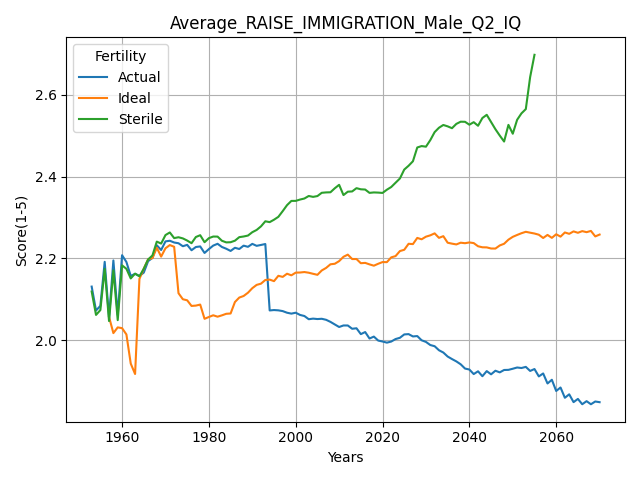 Average_RAISE_IMMIGRATION_Male_Q2_IQ
Fertility
Actual
Ideal
Sterile
Score(1-5)
2.6
2.4
2.2
2.0
1960 1980 2000 2020 2040 2060
Years